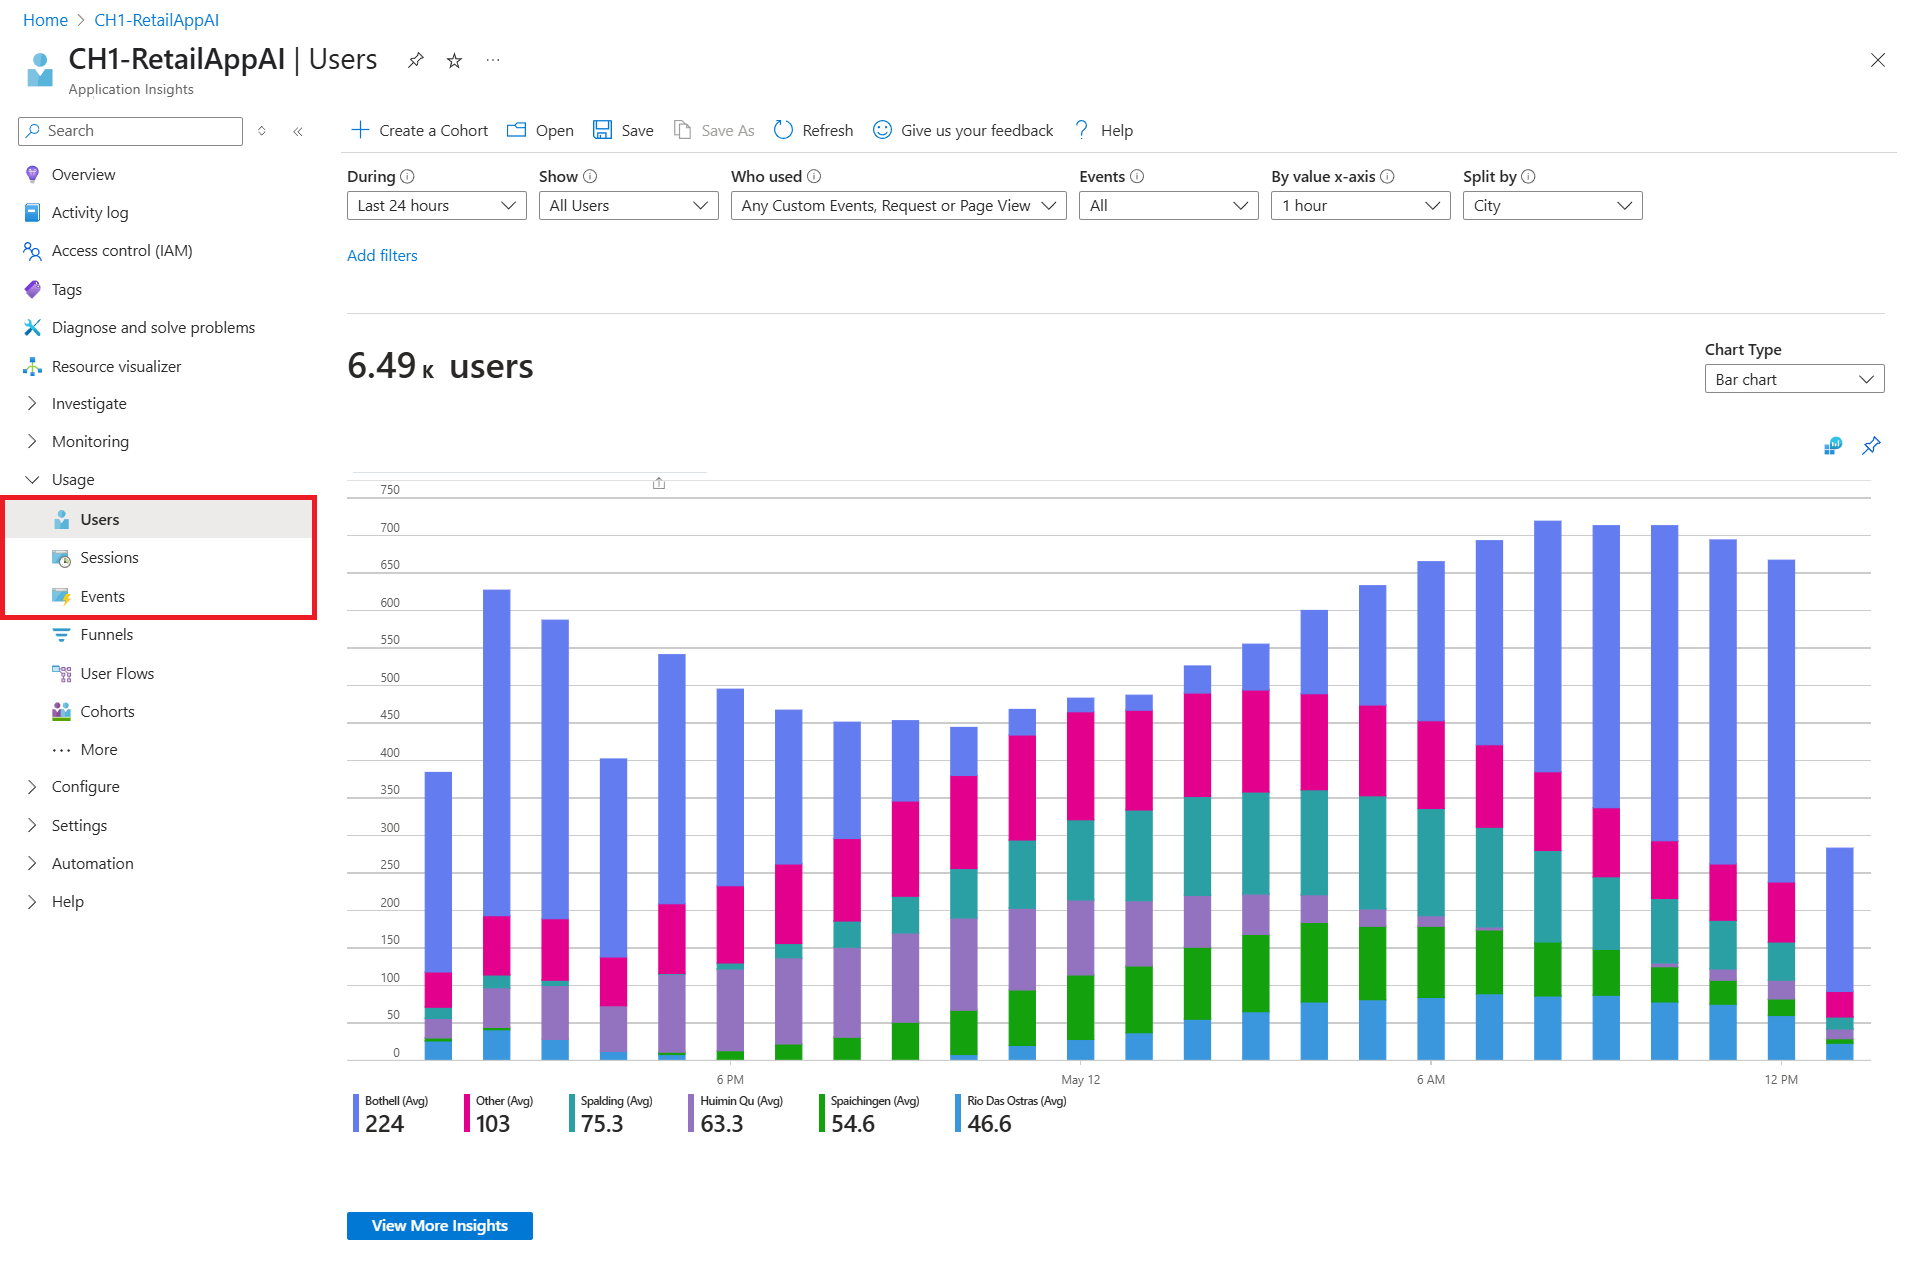 Home > CH1-RetailAppAI
CH1-RetailAppAI | Users
Application Insights
Search
Overview
Activity log
Access control (IAM)
Tags
Diagnose and solve problems
Resource visualizer
Investigate
Monitoring
Usage
Users
Sessions
Events
Funnels
User Flows
Cohorts
More
Configure
Settings
Automation
Help
Create a Cohort Open Save Save As Refresh Give us your feedback ? Help
During Show Who used Events By value x-axis Split by
Last 24 hours All Users Any Custom Events, Request or Page View All 1 hour City
Add filters
6.49 K users
Chart Type
Bar chart
750
700
650
600
550
500
450
400
350
300
250
200
150
100
50
0
6 PM May 12 6 AM 12 PM
Bothell (Avg) Other (Avg) Spalding (Avg) Huimin Qu (Avg) Spaichingen (Avg) Rio Das Ostras (Avg)
224 103 75.3 63.3 54.6 46.6
View More Insights